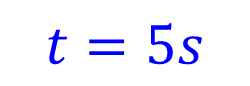 t = 5s